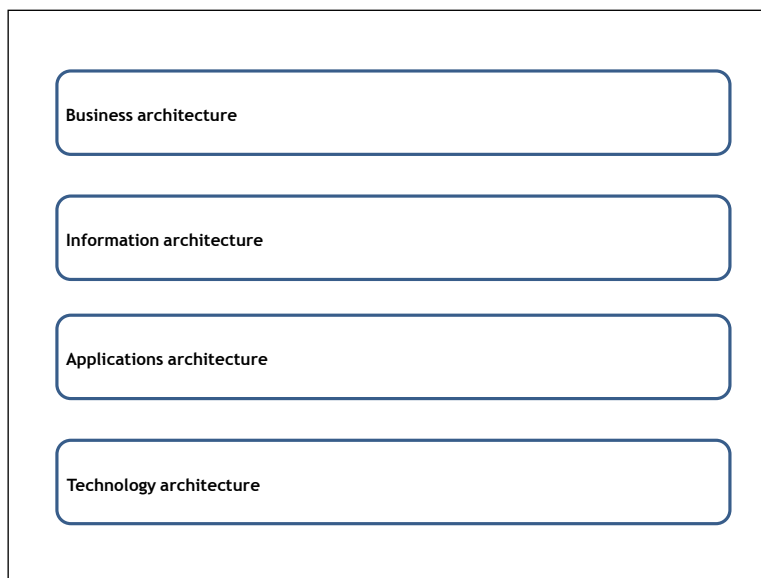 Business architecture
Information architecture
Applications architecture
Technology architecture